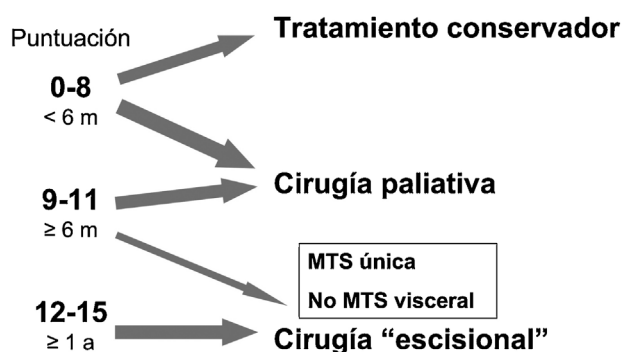 Puntuación
Tratamiento conservador
0-8
< 6 m
Cirugía paliativa
9-11
≥ 6 m
MTS única
No MTS visceral
12-15
≥ 1 a
Cirugía “escisional”